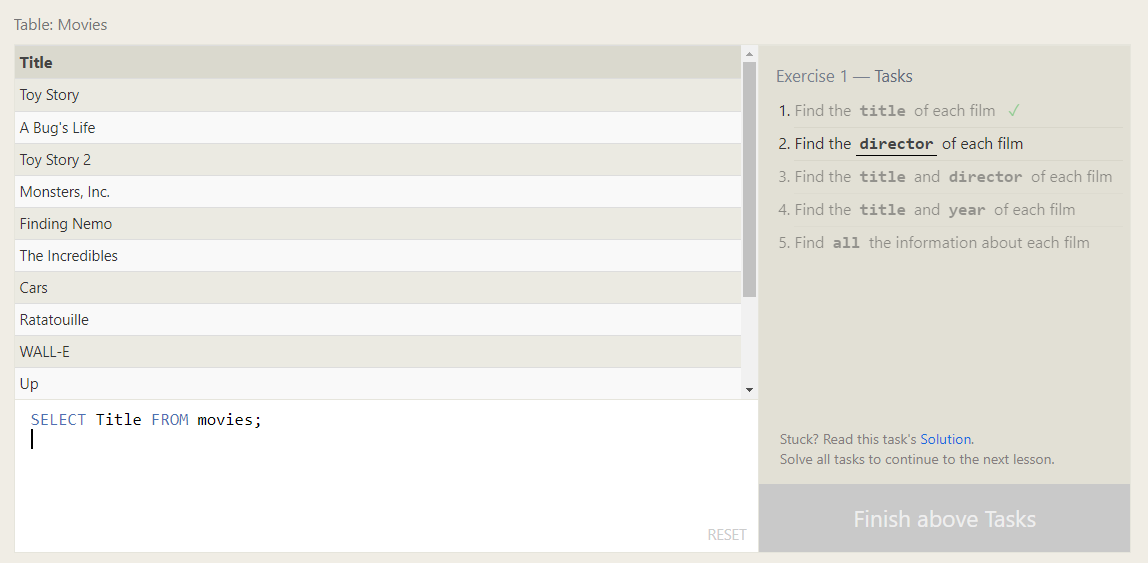 Table: Movies
Title
Toy Story
A Bug's Life
Toy Story 2
Monsters, Inc.
Finding Nemo
The Incredibles
Cars
Ratatouille
WALL-E
Up
SELECT Title FROM movies;
RESET
Exercise 1 — Tasks
1. Find the title of each film ✓
2. Find the director of each film
3. Find the title and director of each film
4. Find the title and year of each film
5. Find all the information about each film
Stuck? Read this task's Solution.
Solve all tasks to continue to the next lesson.
Finish above Tasks